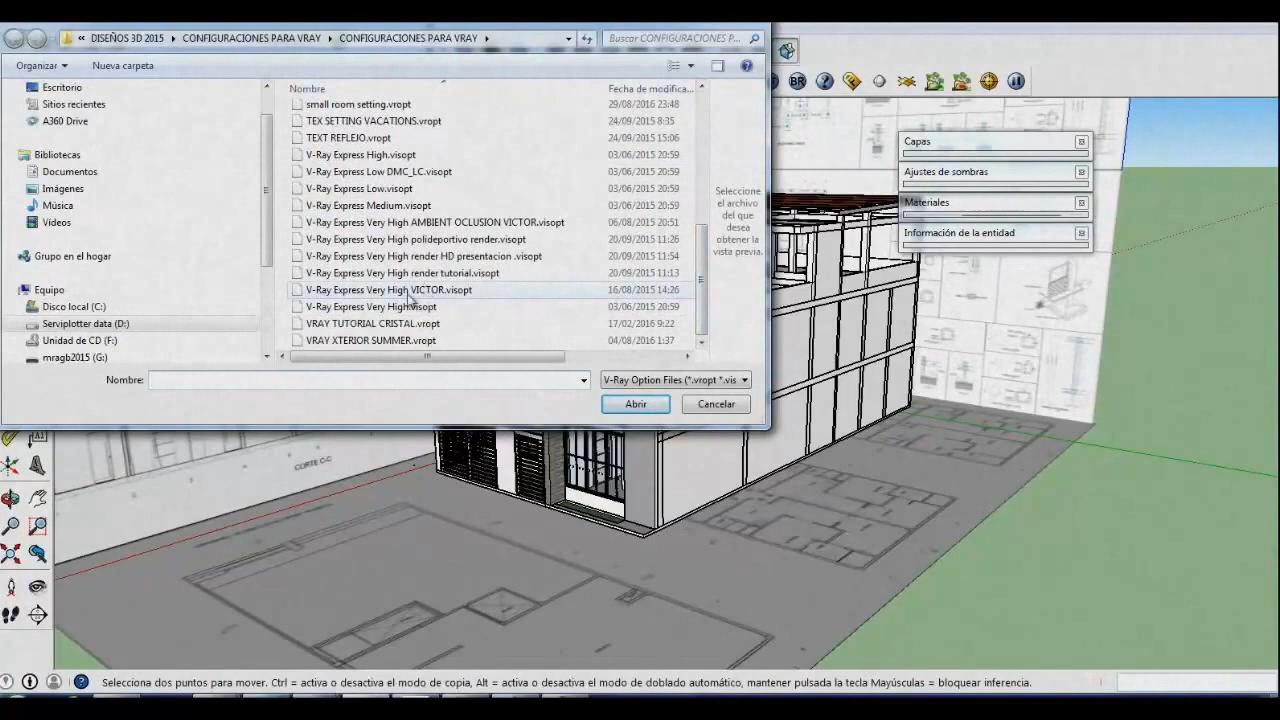 « DISEÑOS 3D 2015 ▸ CONFIGURACIONES PARA VRAY ▸ CONFIGURACIONES PARA VRAY ▸
Buscar CONFIGURACIONES P...
Organizar
Nueva carpeta
Escritorio
Sitios recientes
A360 Drive
Bibliotecas
Documentos
Imágenes
Música
Vídeos
Grupo en el hogar
Equipo
Disco local (C:)
Serviplotter data (D:)
Unidad de CD (F:)
mragb2015 (G:)
Nombre
Fecha de modifica...
small room setting.vropt 29/08/2016 23:48
TEX SETTING VACATIONS.vropt 24/09/2015 8:35
TEXT REFLEJO.vropt 24/09/2015 15:06
V-Ray Express High.visopt 03/06/2015 20:59
V-Ray Express Low DMC_LC.visopt 03/06/2015 20:59
V-Ray Express Low.visopt 03/06/2015 20:59
V-Ray Express Medium.visopt 03/06/2015 20:59
V-Ray Express Very High AMBIENT OCLUSION VICTOR.visopt 06/08/2015 20:51
V-Ray Express Very High polideportivo render.visopt 20/09/2015 11:26
V-Ray Express Very High render HD presentacion .visopt 20/09/2015 11:54
V-Ray Express Very High render tutorial.visopt 20/09/2015 11:13
V-Ray Express Very High VICTOR.visopt 16/08/2015 14:26
V-Ray Express Very High.visopt 03/06/2015 20:59
VRAY TUTORIAL CRISTAL.vropt 17/02/2016 9:22
VRAY XTERIOR SUMMER.vropt 04/08/2016 1:37
Seleccione
el archivo
del que
desea
obtener la
vista previa.
Nombre:
V-Ray Option Files (*.vropt *.vis
Abrir
Cancelar
BR
Capas
Ajustes de sombras
Materiales
Información de la entidad
CORTE C-C
Selecciona dos puntos para mover. Ctrl = activa o desactiva el modo de copia, Alt = activa o desactiva el modo de doblado automático, mantener pulsada la tecla Mayúsculas = bloquear inferencia.